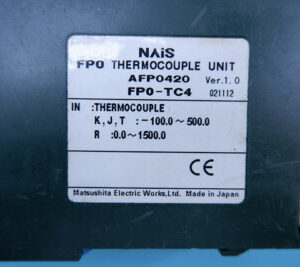 NAiS
FP0 THERMOCOUPLE UNIT
AFP0420 Ver.1.0
FP0-TC4 021112
IN :THERMOCOUPLE
K,J,T :-100.0~500.0
R :0.0~1500.0
CE
Matsushita Electric Works,Ltd. Made in Japan